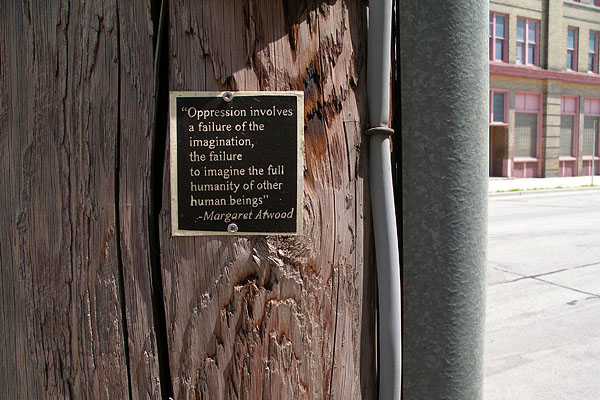 "Oppression involves
a failure of the
imagination,
the failure
to imagine the full
humanity of other
human beings"
-Margaret Atwood